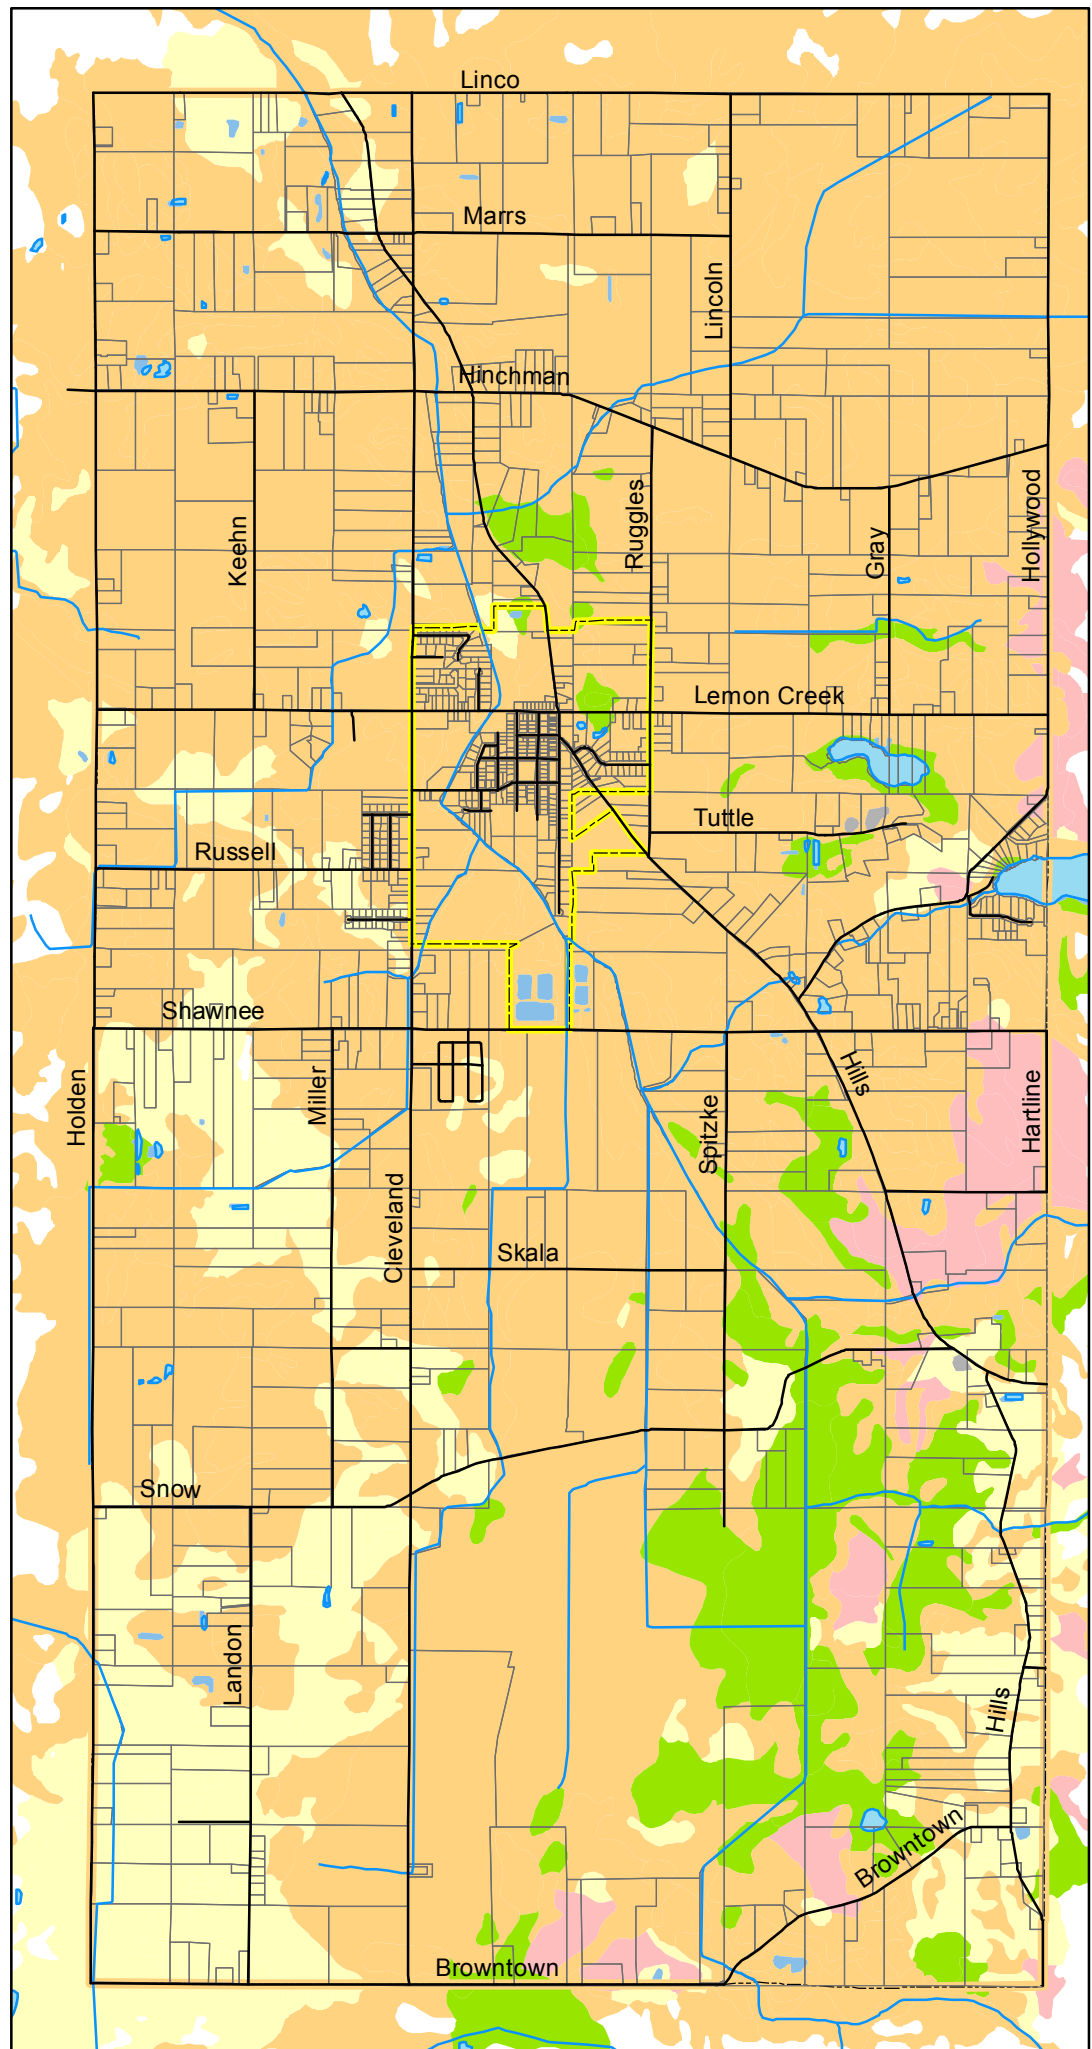 Linco
Marrs
Lincoln
Hinchman
Ruggles
Hollywood
Keehn
Gray
Lemon Creek
Tuttle
Russell
Shawnee
Hills
Holden
Miller
Spitzke
Hartline
Cleveland
Skala
Snow
Landon
Hills
Browntown
Browntown